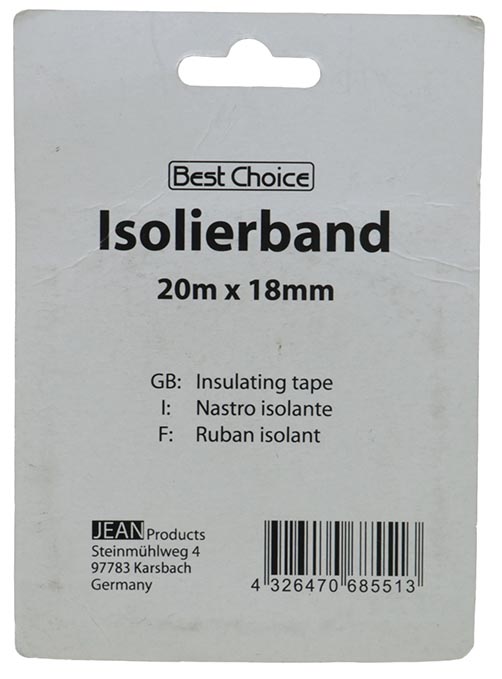 Best Choice
Isolierband
20m x 18mm
GB: Insulating tape
I: Nastro isolante
F: Ruban isolant
JEAN Products
Steinmühlweg 4
97783 Karsbach
Germany
4 326470 685513